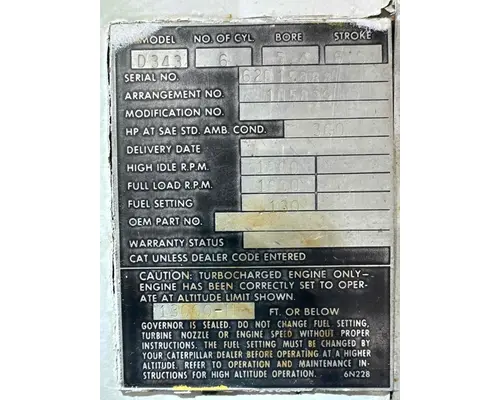 MODEL NO. OF CYL. BORE STROKE
D343 6
SERIAL NO.
ARRANGEMENT NO.
MODIFICATION NO.
HP AT SAE STD. AMB. COND. 360
DELIVERY DATE
HIGH IDLE R.P.M.
FULL LOAD R.P.M.
FUEL SETTING 130
OEM PART NO.
WARRANTY STATUS
CAT UNLESS DEALER CODE ENTERED
CAUTION: TURBOCHARGED ENGINE ONLY—
ENGINE HAS BEEN CORRECTLY SET TO OPER-
ATE AT ALTITUDE LIMIT SHOWN.
FT. OR BELOW
GOVERNOR IS SEALED. DO NOT CHANGE FUEL SETTING,
TURBINE NOZZLE OR ENGINE SPEED WITHOUT PROPER
INSTRUCTIONS. THE FUEL SETTING MUST BE CHANGED
BY YOUR CATERPILLAR DEALER BEFORE OPERATING AT A HIGHER
ALTITUDE. REFER TO OPERATION AND MAINTENANCE IN-
STRUCTIONS FOR HIGH ALTITUDE OPERATION. 6N228